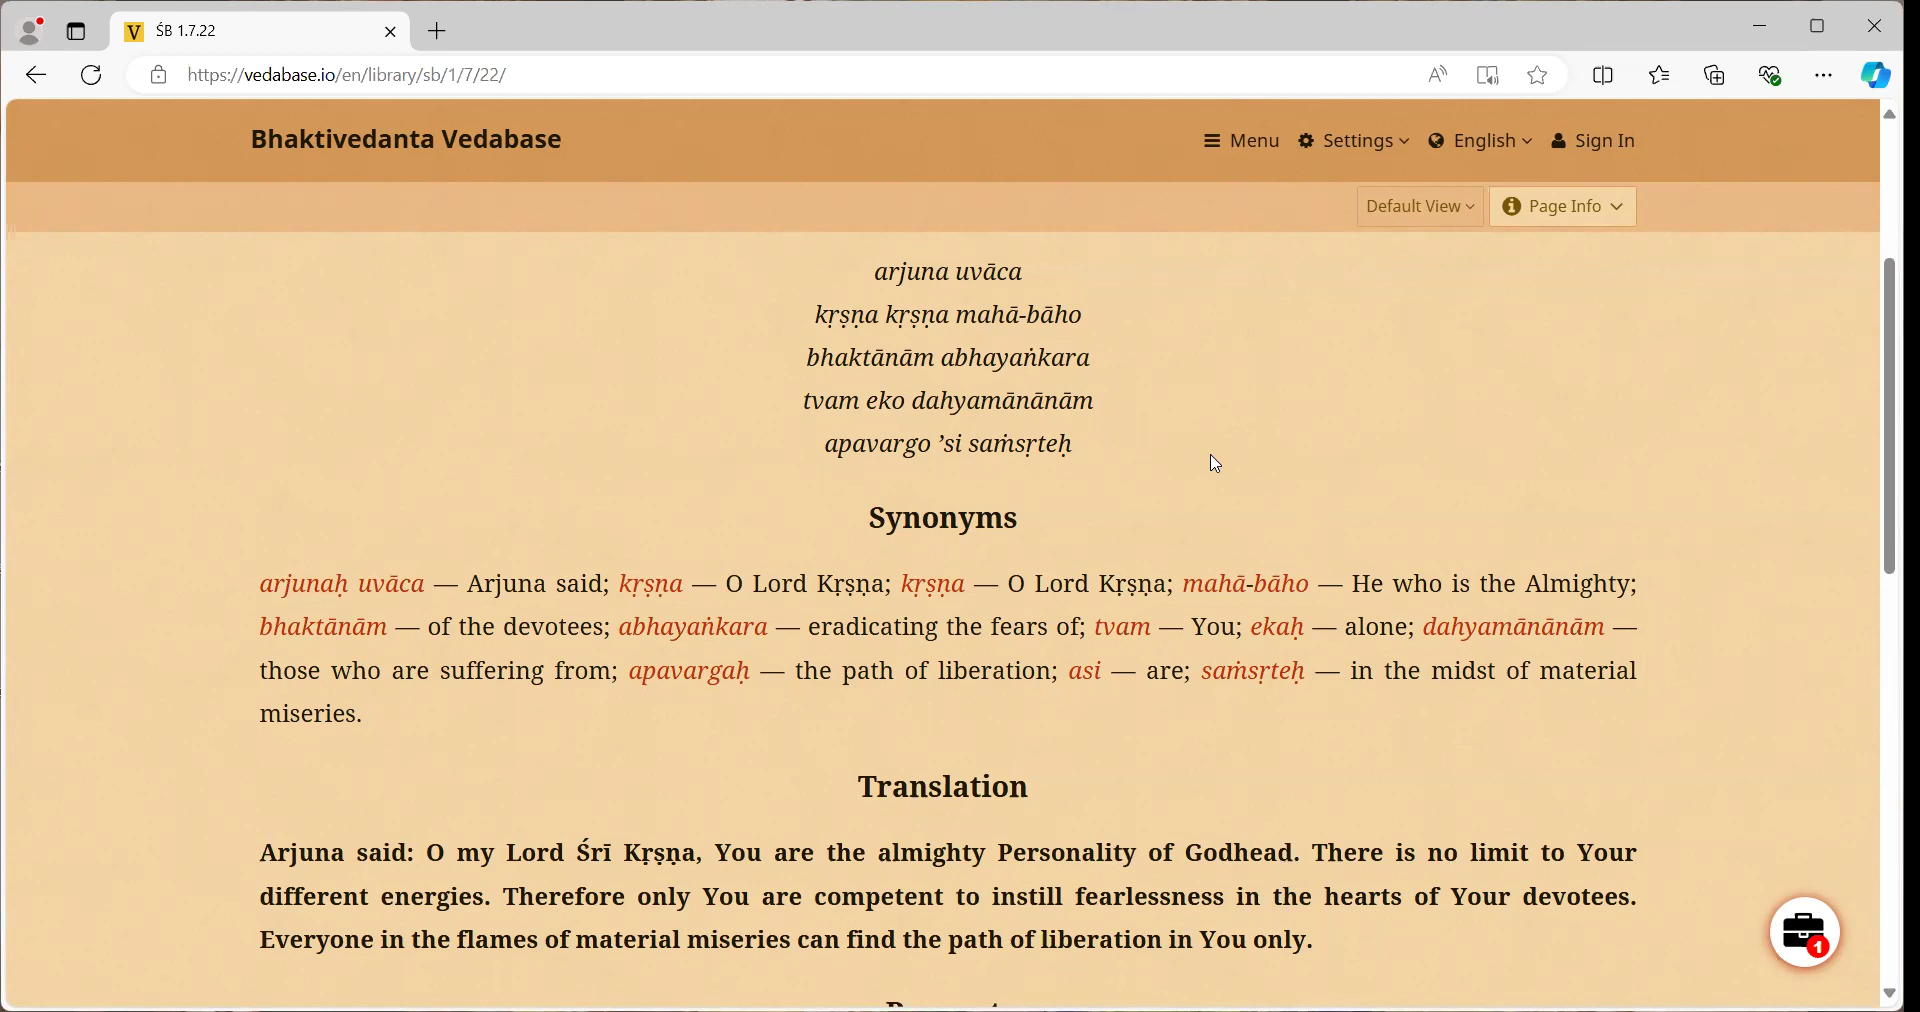 ŚB 1.7.22
https://vedabase.io/en/library/sb/1/7/22/
Bhaktivedanta Vedabase
Menu Settings English Sign In
Default View Page Info
arjuna uvāca
kṛṣṇa kṛṣṇa mahā-bāho
bhaktānām abhayaṅkara
tvam eko dahyamānānām
apavargo ’si saṁsṛteḥ
Synonyms
arjunaḥ uvāca — Arjuna said; kṛṣṇa — O Lord Kṛṣṇa; kṛṣṇa — O Lord Kṛṣṇa; mahā-bāho — He who is the Almighty;
bhaktānām — of the devotees; abhayaṅkara — eradicating the fears of; tvam — You; ekaḥ — alone; dahyamānānām —
those who are suffering from; apavargaḥ — the path of liberation; asi — are; saṁsṛteḥ — in the midst of material
miseries.
Translation
Arjuna said: O my Lord Śrī Kṛṣṇa, You are the almighty Personality of Godhead. There is no limit to Your
different energies. Therefore only You are competent to instill fearlessness in the hearts of Your devotees.
Everyone in the flames of material miseries can find the path of liberation in You only.
1